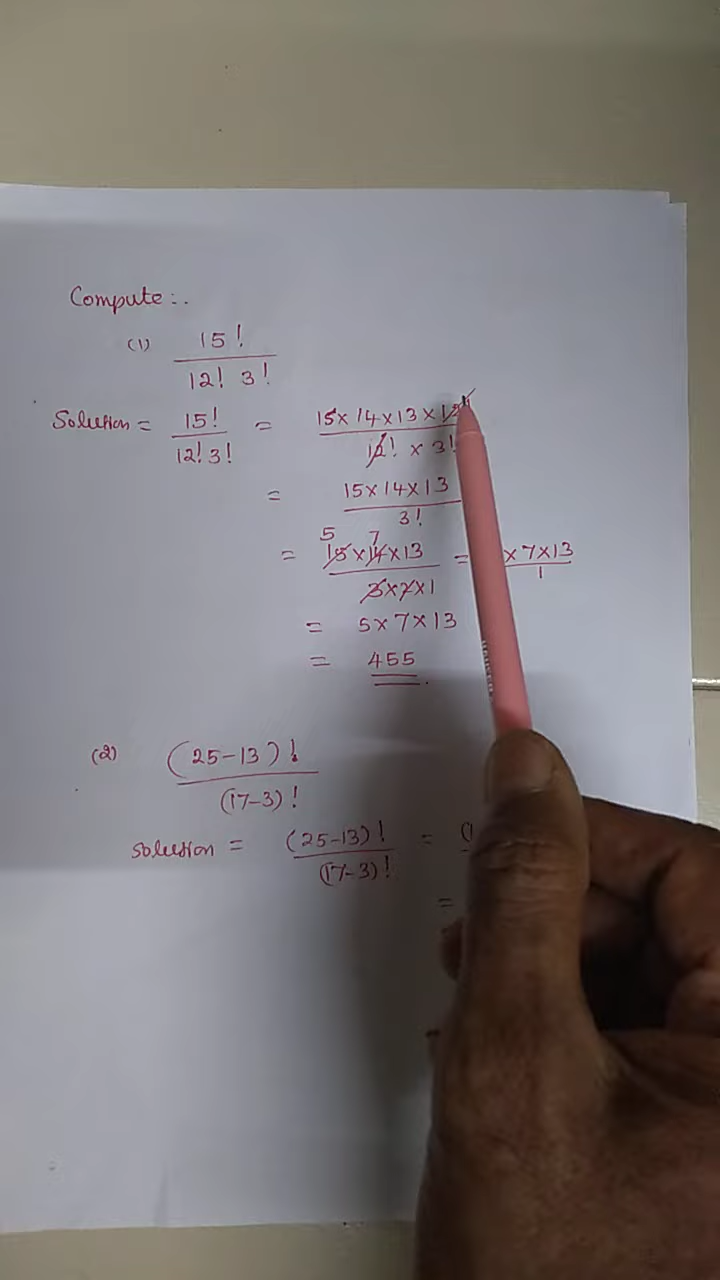 Compute:.
(1) 15! / 12! 3!
Solution = 15! / 12! 3! = 15 x 14 x 13 x 12! / 12! x 3!
= 15 x 14 x 13 / 3!
= 5 7 15 x 14 x 13 / 3 x 2 x 1 = x 7 x 13 / 1
= 5 x 7 x 13
= 455
(2) (25-13)! / (17-3)!
Solution = (25-13)! / (17-3)! = (1
=